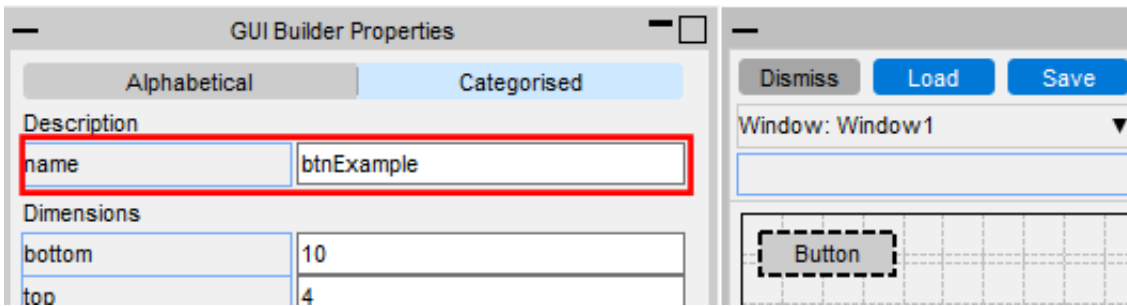 GUI Builder Properties
Alphabetical Categorised
Description
name btnExample
Dimensions
bottom 10
top 4
Dismiss Load Save
Window: Window1
Button